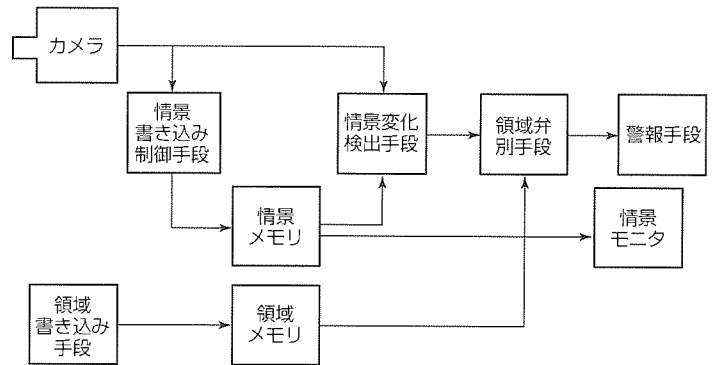 カメラ
情景
書き込み
制御手段
情景変化
検出手段
領域弁
別手段
警報手段
情景
メモリ
情景
モニタ
領域
書き込み
手段
領域
メモリ